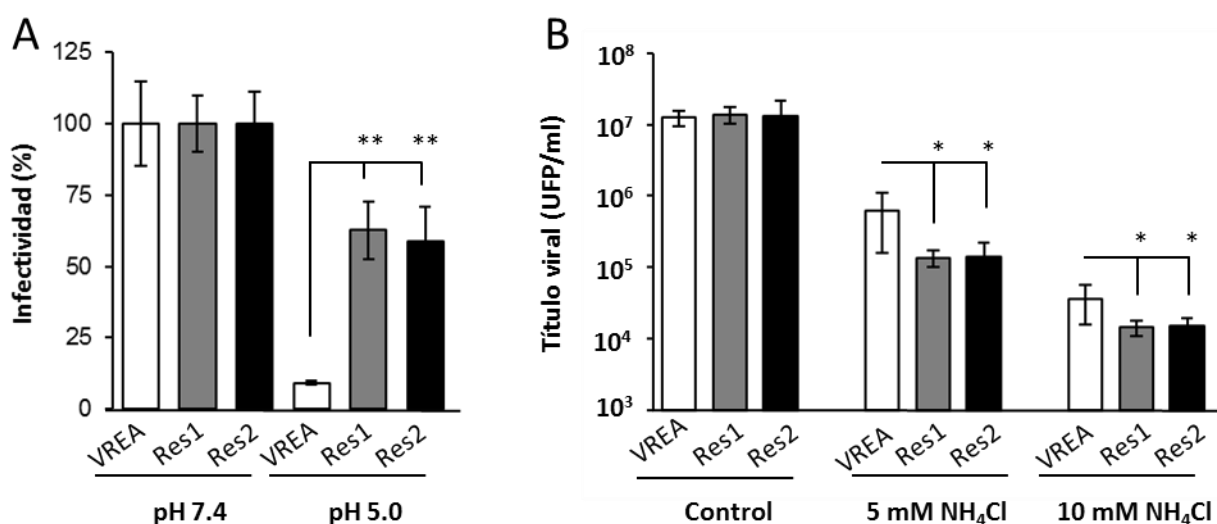 A
Infectividad (%)
125
100
75
50
25
0
** **
VREA Res1 Res2 VREA Res1 Res2
pH 7.4 pH 5.0
B
Título viral (UFP/ml)
10⁸
10⁷
10⁶
10⁵
10⁴
10³
* *
* *
VREA Res1 Res2 VREA Res1 Res2 VREA Res1 Res2
Control 5 mM NH₄Cl 10 mM NH₄Cl